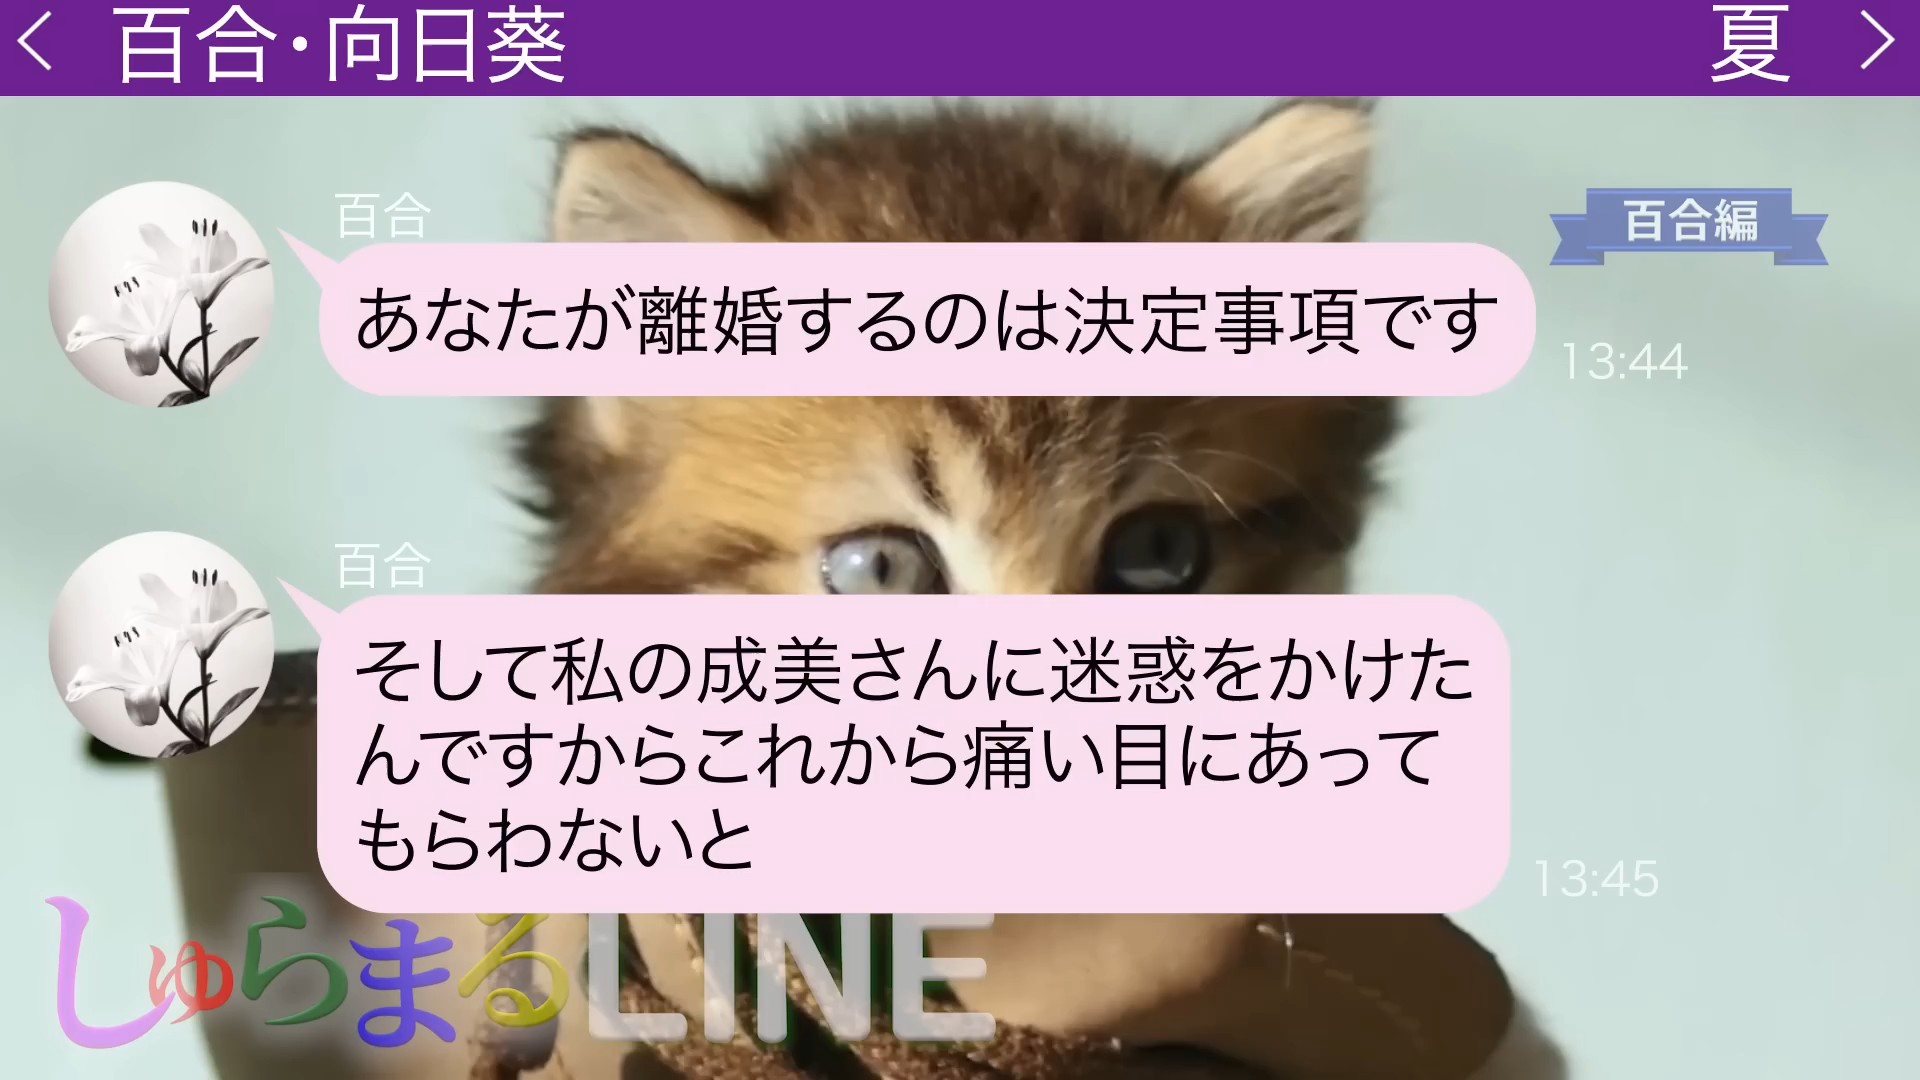 百合・向日葵
夏
百合
百合編
あなたが離婚するのは決定事項です
13:44
百合
そして私の成美さんに迷惑をかけた
んですからこれから痛い目にあって
もらわないと
13:45
しゅらまるLINE